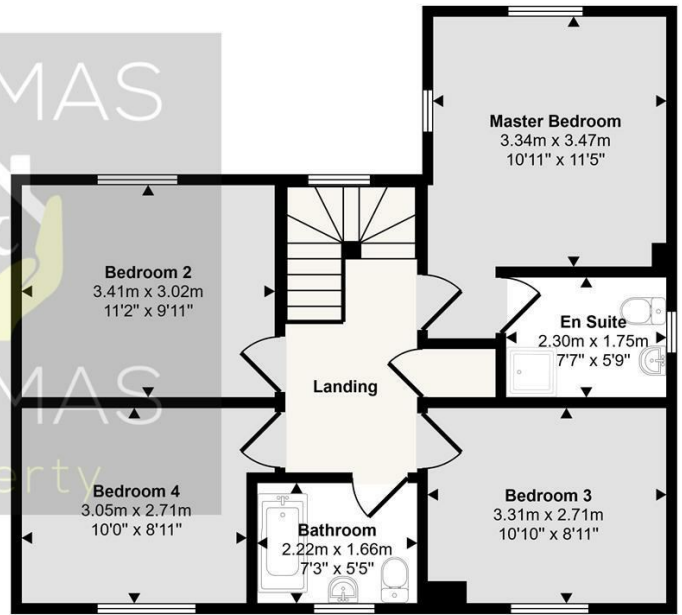 MAS
Master Bedroom
3.34m x 3.47m
10'11" x 11'5"
Bedroom 2
3.41m x 3.02m
11'2" x 9'11"
En Suite
2.30m x 1.75m
7'7" x 5'9"
Landing
MAS
erty
Bedroom 4
3.05m x 2.71m
10'0" x 8'11"
Bathroom
2.22m x 1.66m
7'3" x 5'5"
Bedroom 3
3.31m x 2.71m
10'10" x 8'11"